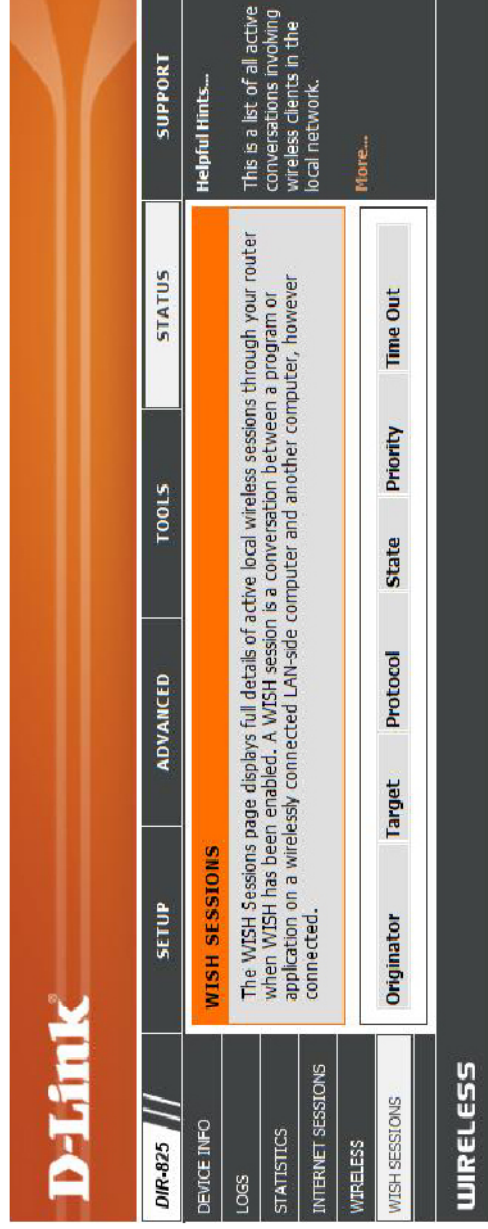 D-Link
DIR-825
SETUP
ADVANCED
TOOLS
STATUS
SUPPORT
DEVICE INFO
LOGS
STATISTICS
INTERNET SESSIONS
WIRELESS
WISH SESSIONS
WISH SESSIONS
The WISH Sessions page displays full details of active local wireless sessions through your router
when WISH has been enabled. A WISH session is a conversation between a program or
application on a wirelessly connected LAN-side computer and another computer, however
connected.
Originator Target Protocol State Priority Time Out
Helpful Hints...
This is a list of all active
conversations involving
wireless clients in the
local network.
More...
WIRELESS